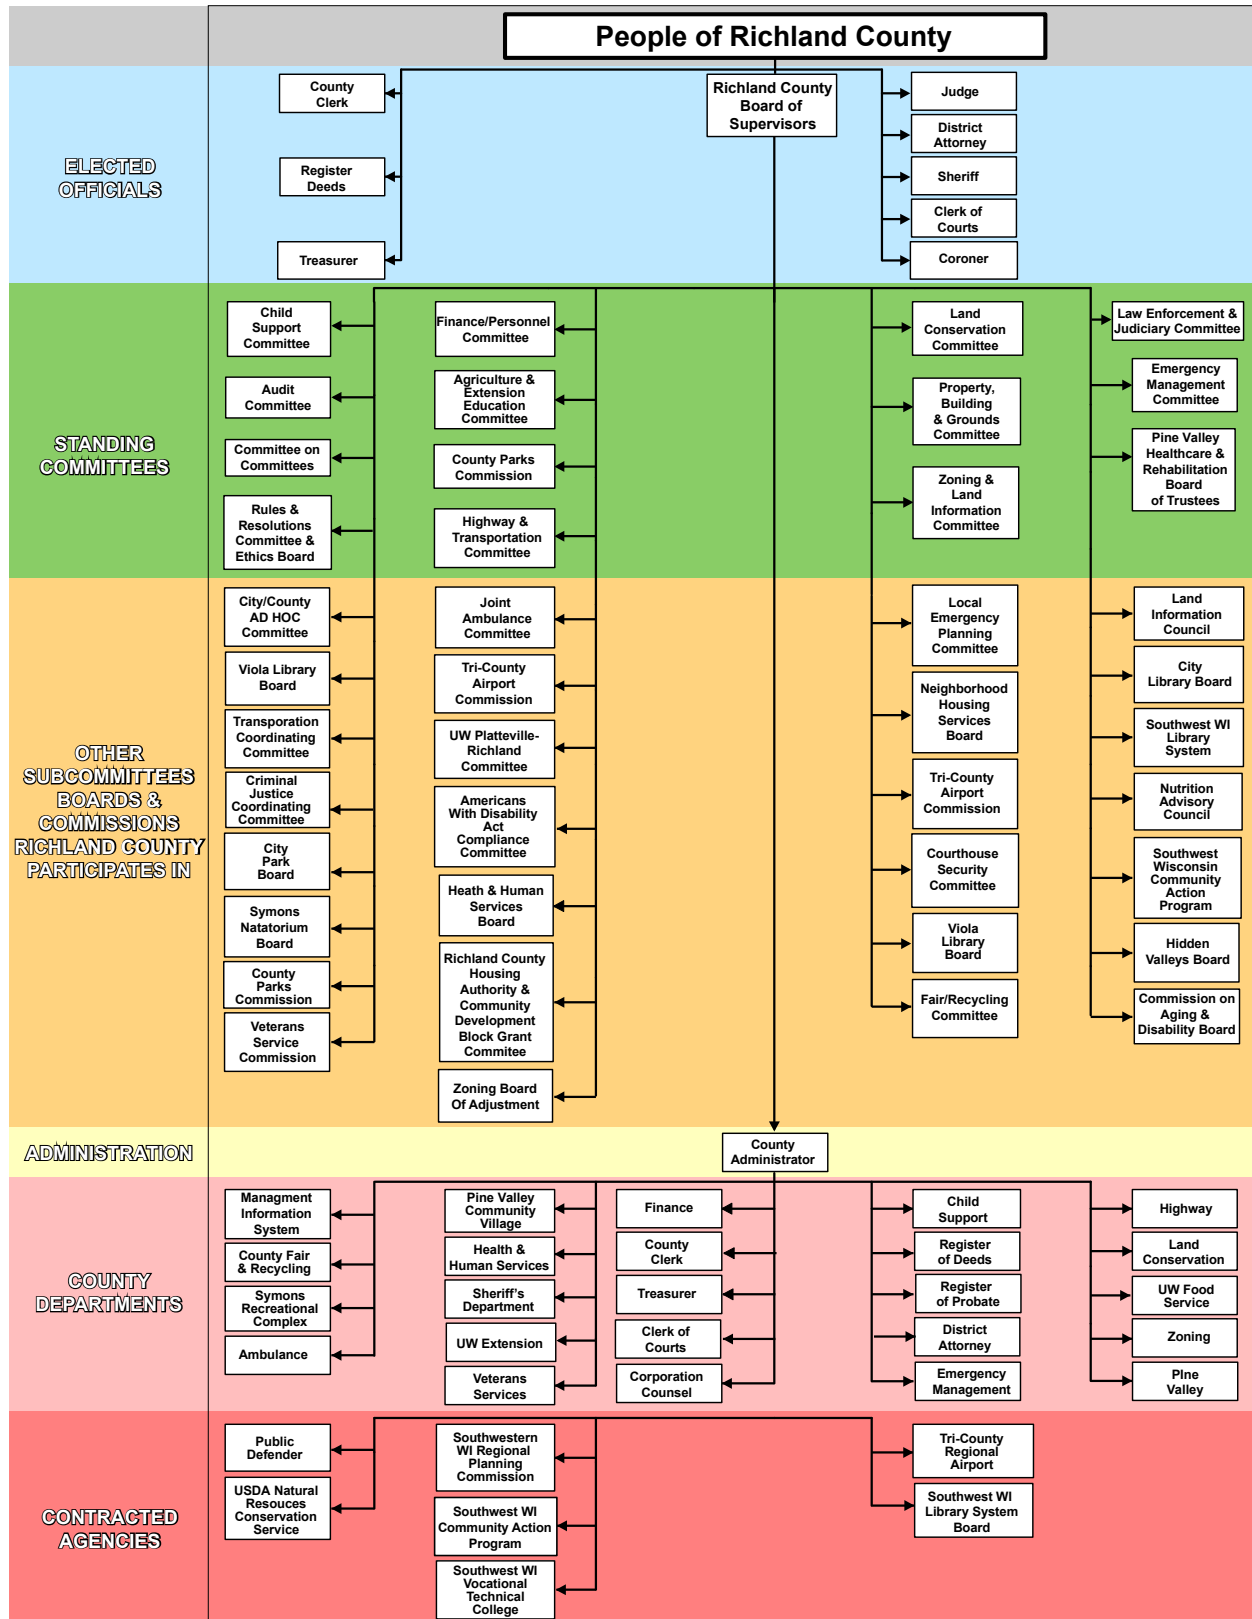 People of Richland County
ELECTED
OFFICIALS
County
Clerk
Register
Deeds
Treasurer
Richland County
Board of
Supervisors
Judge
District
Attorney
Sheriff
Clerk of
Courts
Coroner
STANDING
COMMITTEES
Child
Support
Committee
Audit
Committee
Committee on
Committees
Rules &
Resolutions
Committee &
Ethics Board
Finance/Personnel
Committee
Agriculture &
Extension
Education
Committee
County Parks
Commission
Highway &
Transportation
Committee
Land
Conservation
Committee
Property,
Building
& Grounds
Committee
Zoning &
Land
Information
Committee
Law Enforcement &
Judiciary Committee
Emergency
Management
Committee
Pine Valley
Healthcare &
Rehabilitation
Board
of Trustees
OTHER
SUBCOMMITTEES
BOARDS &
COMMISSIONS
RICHLAND COUNTY
PARTICIPATES IN
City/County
AD HOC
Committee
Viola Library
Board
Transporation
Coordinating
Committee
Criminal
Justice
Coordinating
Committee
City
Park
Board
Symons
Natatorium
Board
County
Parks
Commission
Veterans
Service
Commission
Joint
Ambulance
Committee
Tri-County
Airport
Commission
UW Platteville-
Richland
Committee
Americans
With Disability
Act
Compliance
Committee
Heath & Human
Services
Board
Richland County
Housing
Authority &
Community
Development
Block Grant
Commitee
Zoning Board
Of Adjustment
Local
Emergency
Planning
Committee
Neighborhood
Housing
Services
Board
Tri-County
Airport
Commission
Courthouse
Security
Committee
Viola
Library
Board
Fair/Recycling
Committee
Land
Information
Council
City
Library Board
Southwest WI
Library
System
Nutrition
Advisory
Council
Southwest
Wisconsin
Community
Action
Program
Hidden
Valleys Board
Commission on
Aging &
Disability Board
ADMINISTRATION
County
Administrator
COUNTY
DEPARTMENTS
Managment
Information
System
County Fair
& Recycling
Symons
Recreational
Complex
Ambulance
Pine Valley
Community
Village
Health &
Human Services
Sheriff's
Department
UW Extension
Veterans
Services
Finance
County
Clerk
Treasurer
Clerk of
Courts
Corporation
Counsel
Child
Support
Register
of Deeds
Register
of Probate
District
Attorney
Emergency
Management
Highway
Land
Conservation
UW Food
Service
Zoning
PIne
Valley
CONTRACTED
AGENCIES
Public
Defender
USDA Natural
Resouces
Conservation
Service
Southwestern
WI Regional
Planning
Commission
Southwest WI
Community Action
Program
Southwest WI
Vocational
Technical
College
Tri-County
Regional
Airport
Southwest WI
Library System
Board